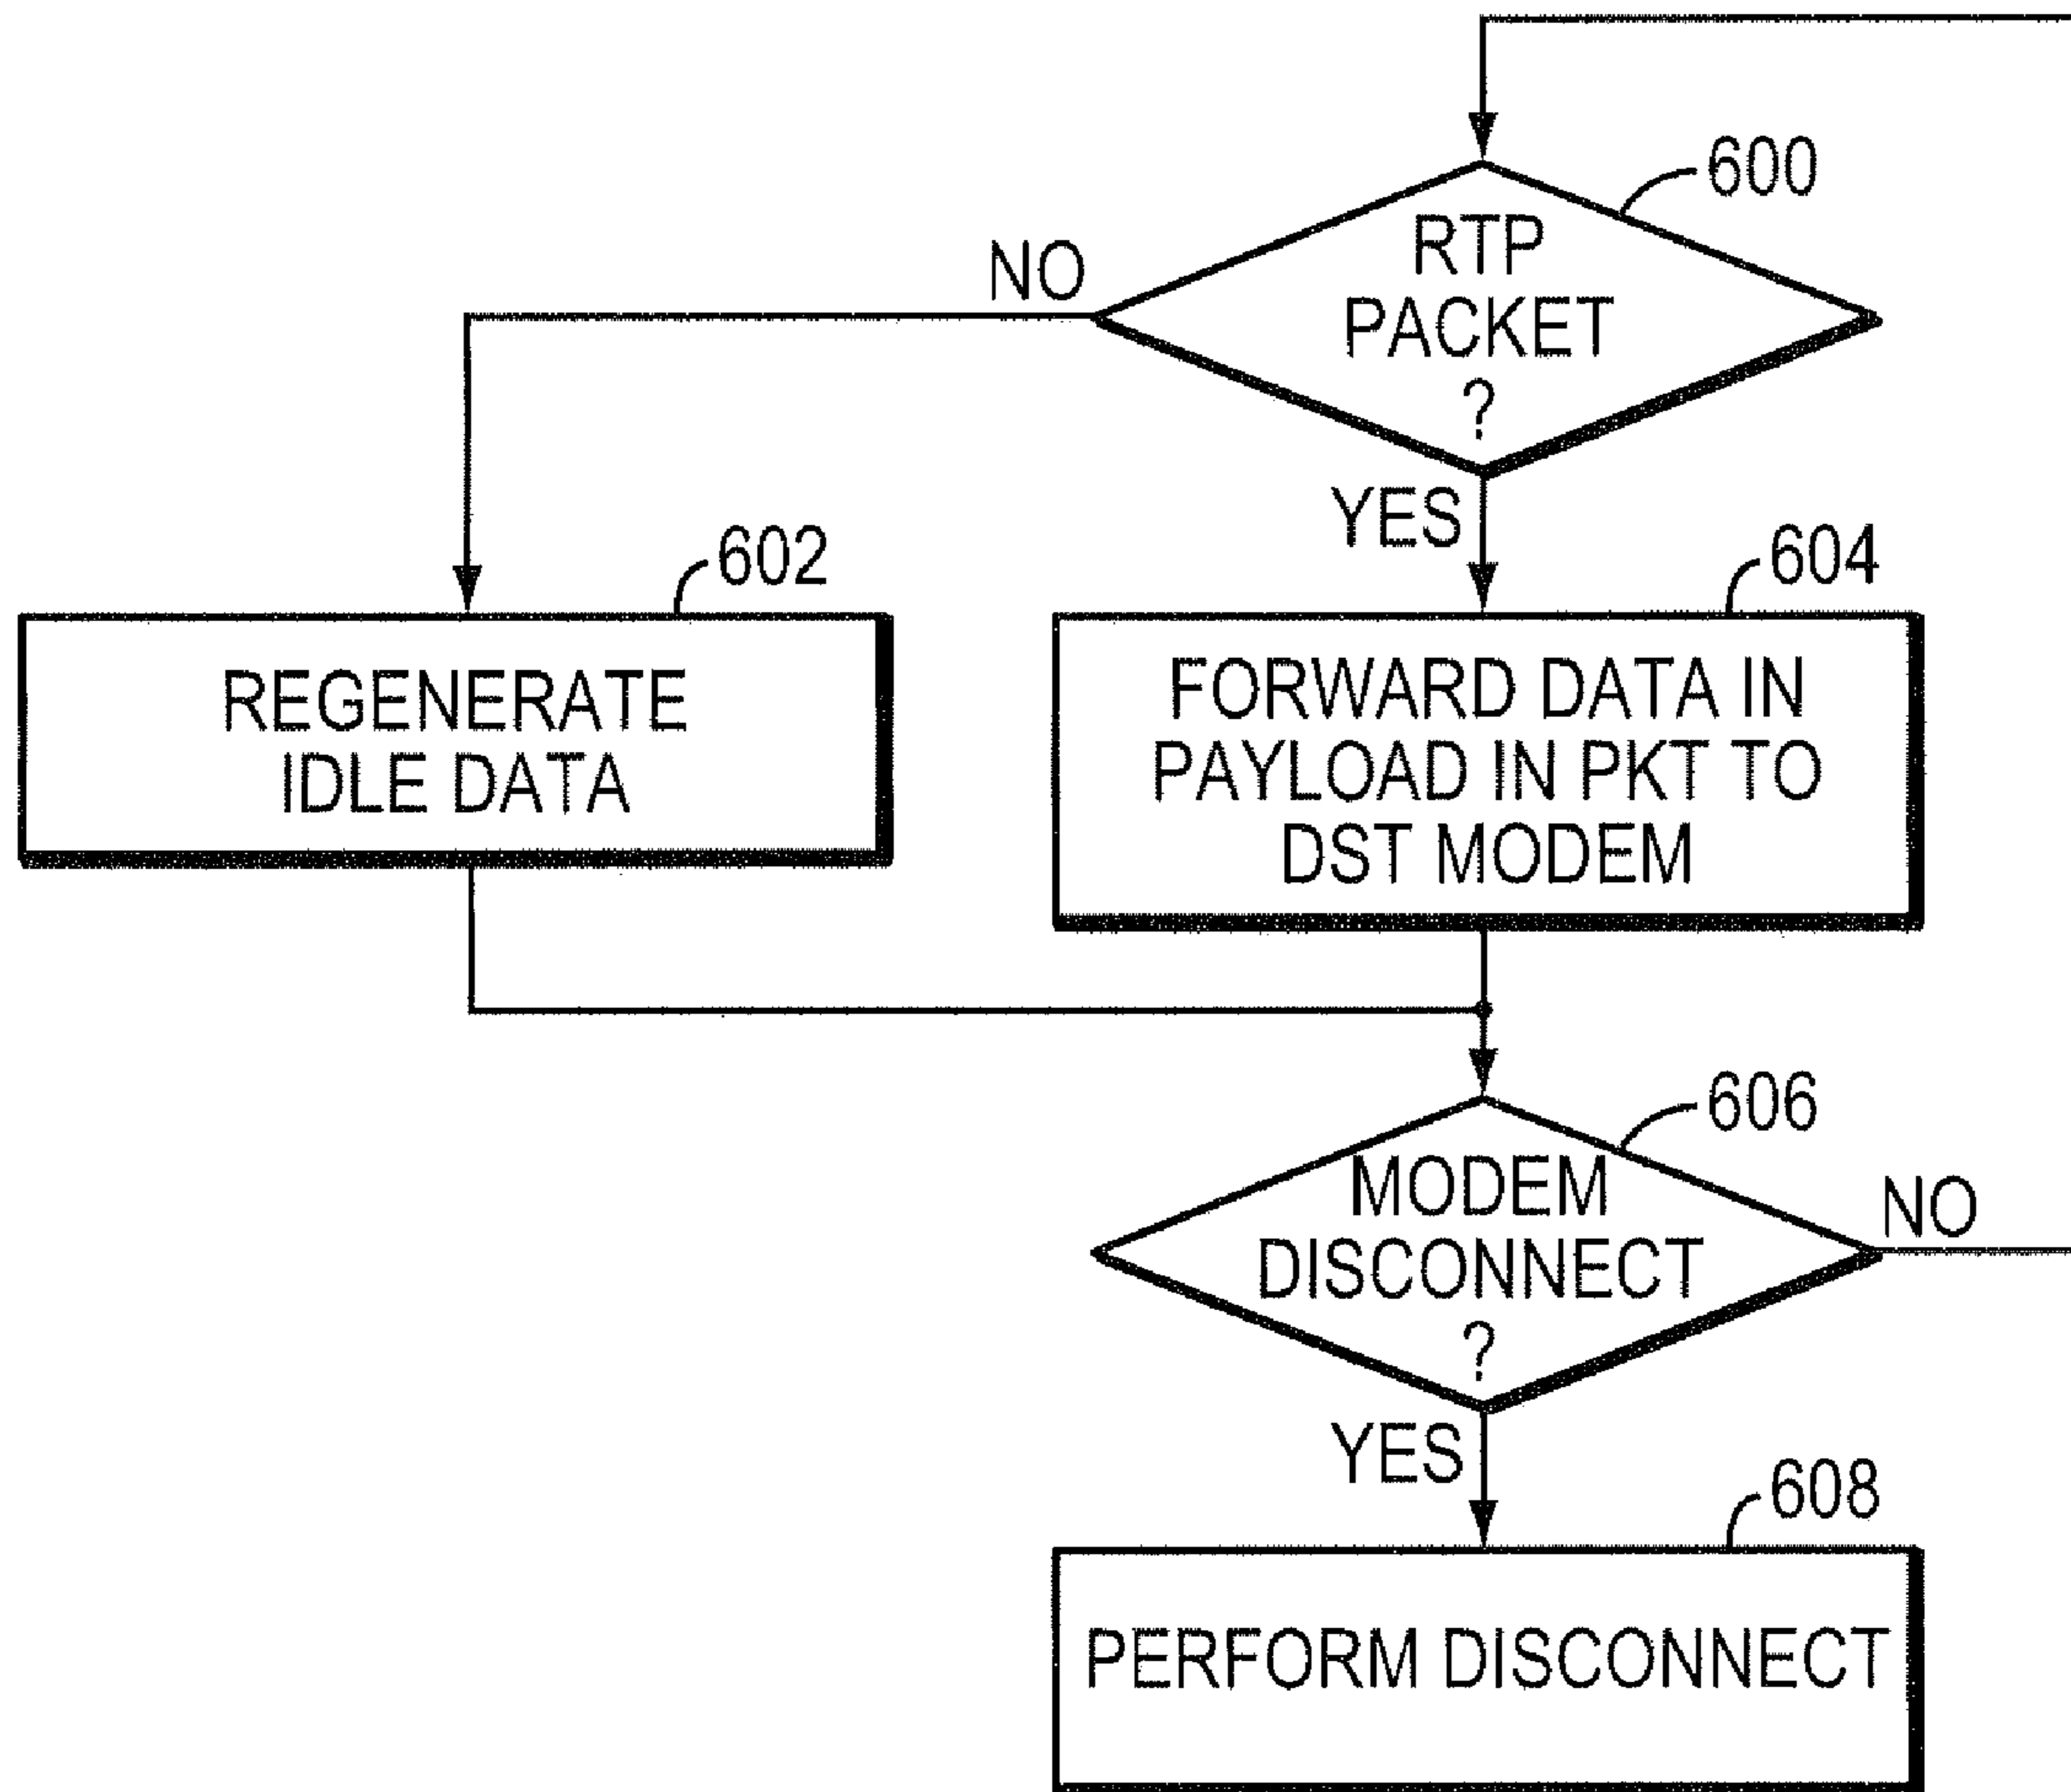 600
RTP
PACKET
?
NO
YES
602
REGENERATE
IDLE DATA
604
FORWARD DATA IN
PAYLOAD IN PKT TO
DST MODEM
606
MODEM
DISCONNECT
?
NO
YES
608
PERFORM DISCONNECT